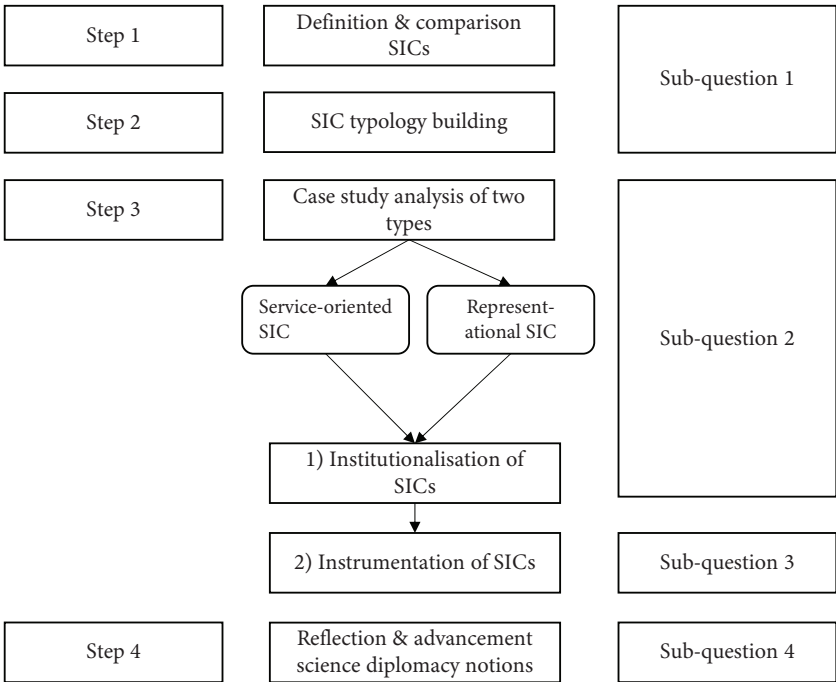 Step 1
Definition & comparison
SICs
Sub-question 1
Step 2
SIC typology building
Step 3
Case study analysis of two
types
Sub-question 2
Service-oriented
SIC
Represent-
ational SIC
1) Institutionalisation of
SICs
2) Instrumentation of SICs
Sub-question 3
Step 4
Reflection & advancement
science diplomacy notions
Sub-question 4